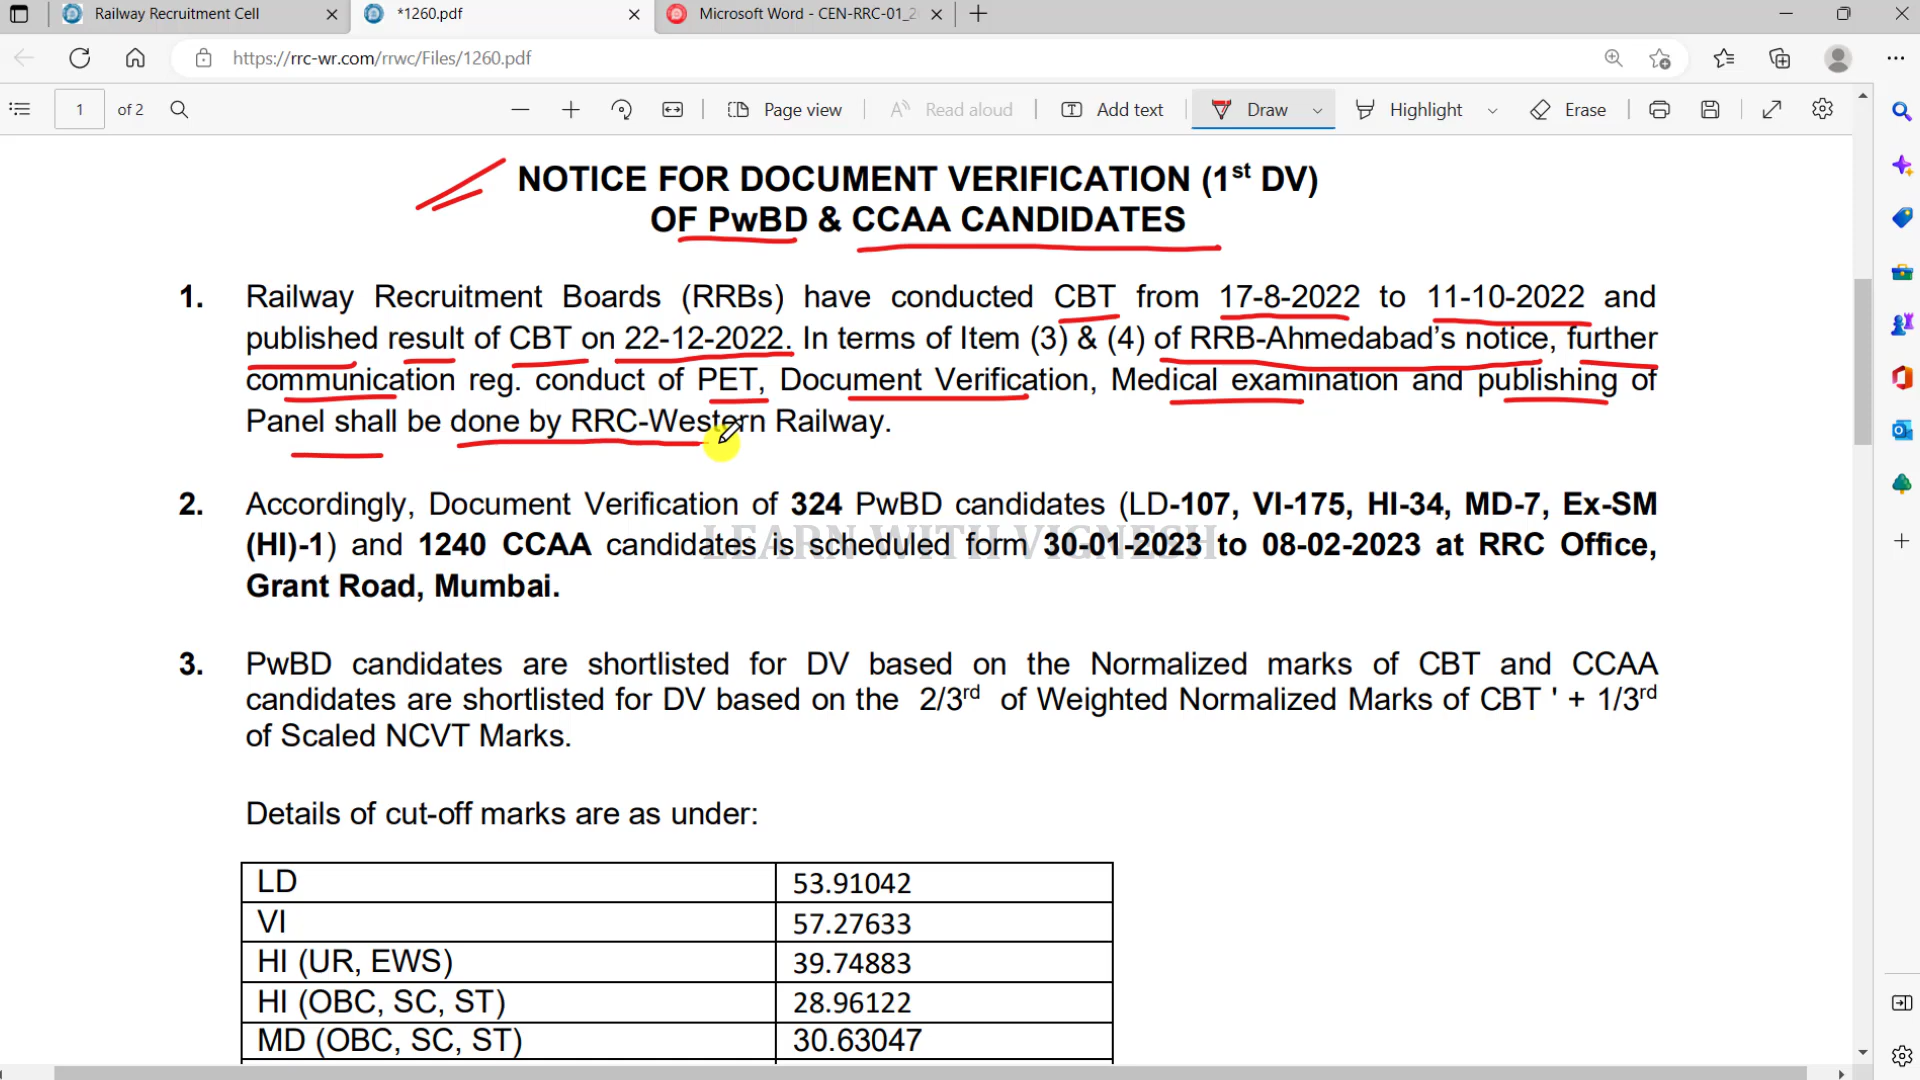 Railway Recruitment Cell
*1260.pdf
Microsoft Word - CEN-RRC-01_2
https://rrc-wr.com/rrwc/Files/1260.pdf
1 of 2
Page view
Read aloud
Add text
Draw
Highlight
Erase
NOTICE FOR DOCUMENT VERIFICATION (1st DV)
OF PwBD & CCAA CANDIDATES
1. Railway Recruitment Boards (RRBs) have conducted CBT from 17-8-2022 to 11-10-2022 and
published result of CBT on 22-12-2022. In terms of Item (3) & (4) of RRB-Ahmedabad's notice, further
communication reg. conduct of PET, Document Verification, Medical examination and publishing of
Panel shall be done by RRC-Western Railway.
2. Accordingly, Document Verification of 324 PwBD candidates (LD-107, VI-175, HI-34, MD-7, Ex-SM
(HI)-1) and 1240 CCAA candidates is scheduled form 30-01-2023 to 08-02-2023 at RRC Office,
Grant Road, Mumbai.
LEARN WITH VIGNESH
3. PwBD candidates are shortlisted for DV based on the Normalized marks of CBT and CCAA
candidates are shortlisted for DV based on the 2/3rd of Weighted Normalized Marks of CBT ' + 1/3rd
of Scaled NCVT Marks.
Details of cut-off marks are as under:
LD 53.91042
VI 57.27633
HI (UR, EWS) 39.74883
HI (OBC, SC, ST) 28.96122
MD (OBC, SC, ST) 30.63047